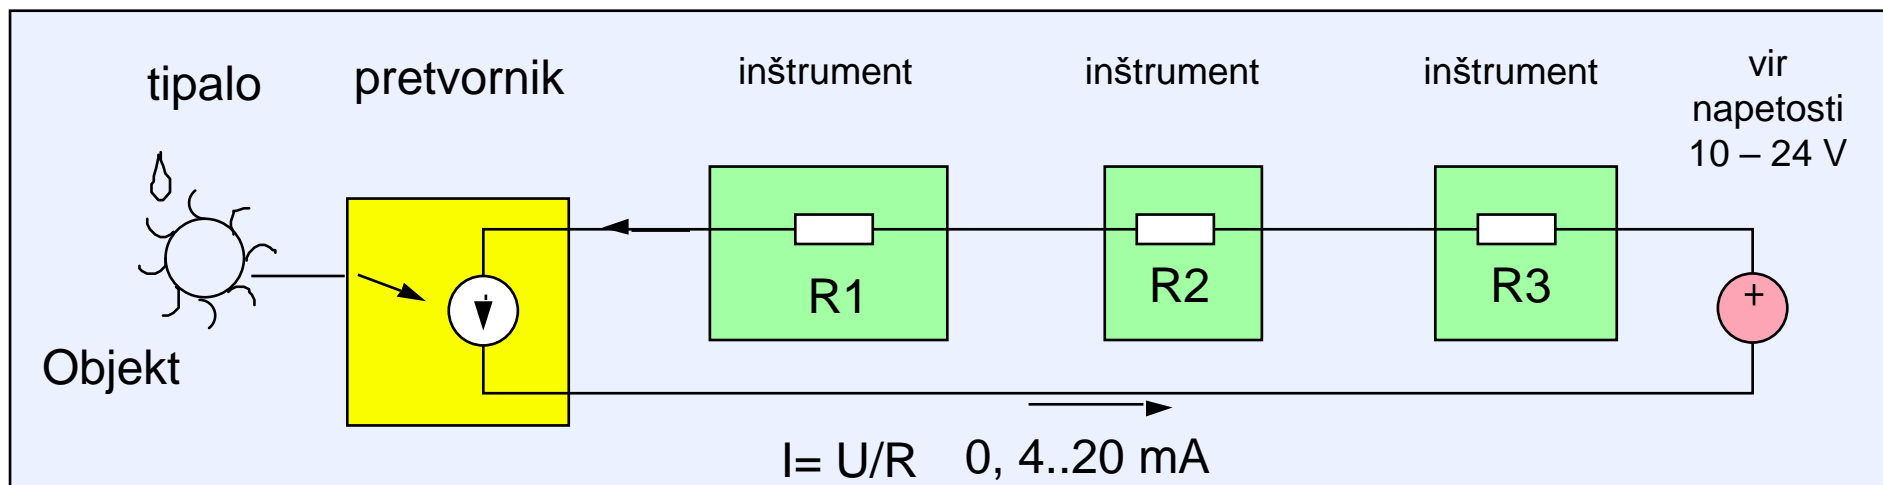 tipalo
pretvornik
inštrument
inštrument
inštrument
vir
napetosti
10 – 24 V
R1
R2
R3
+
Objekt
I= U/R 0, 4..20 mA